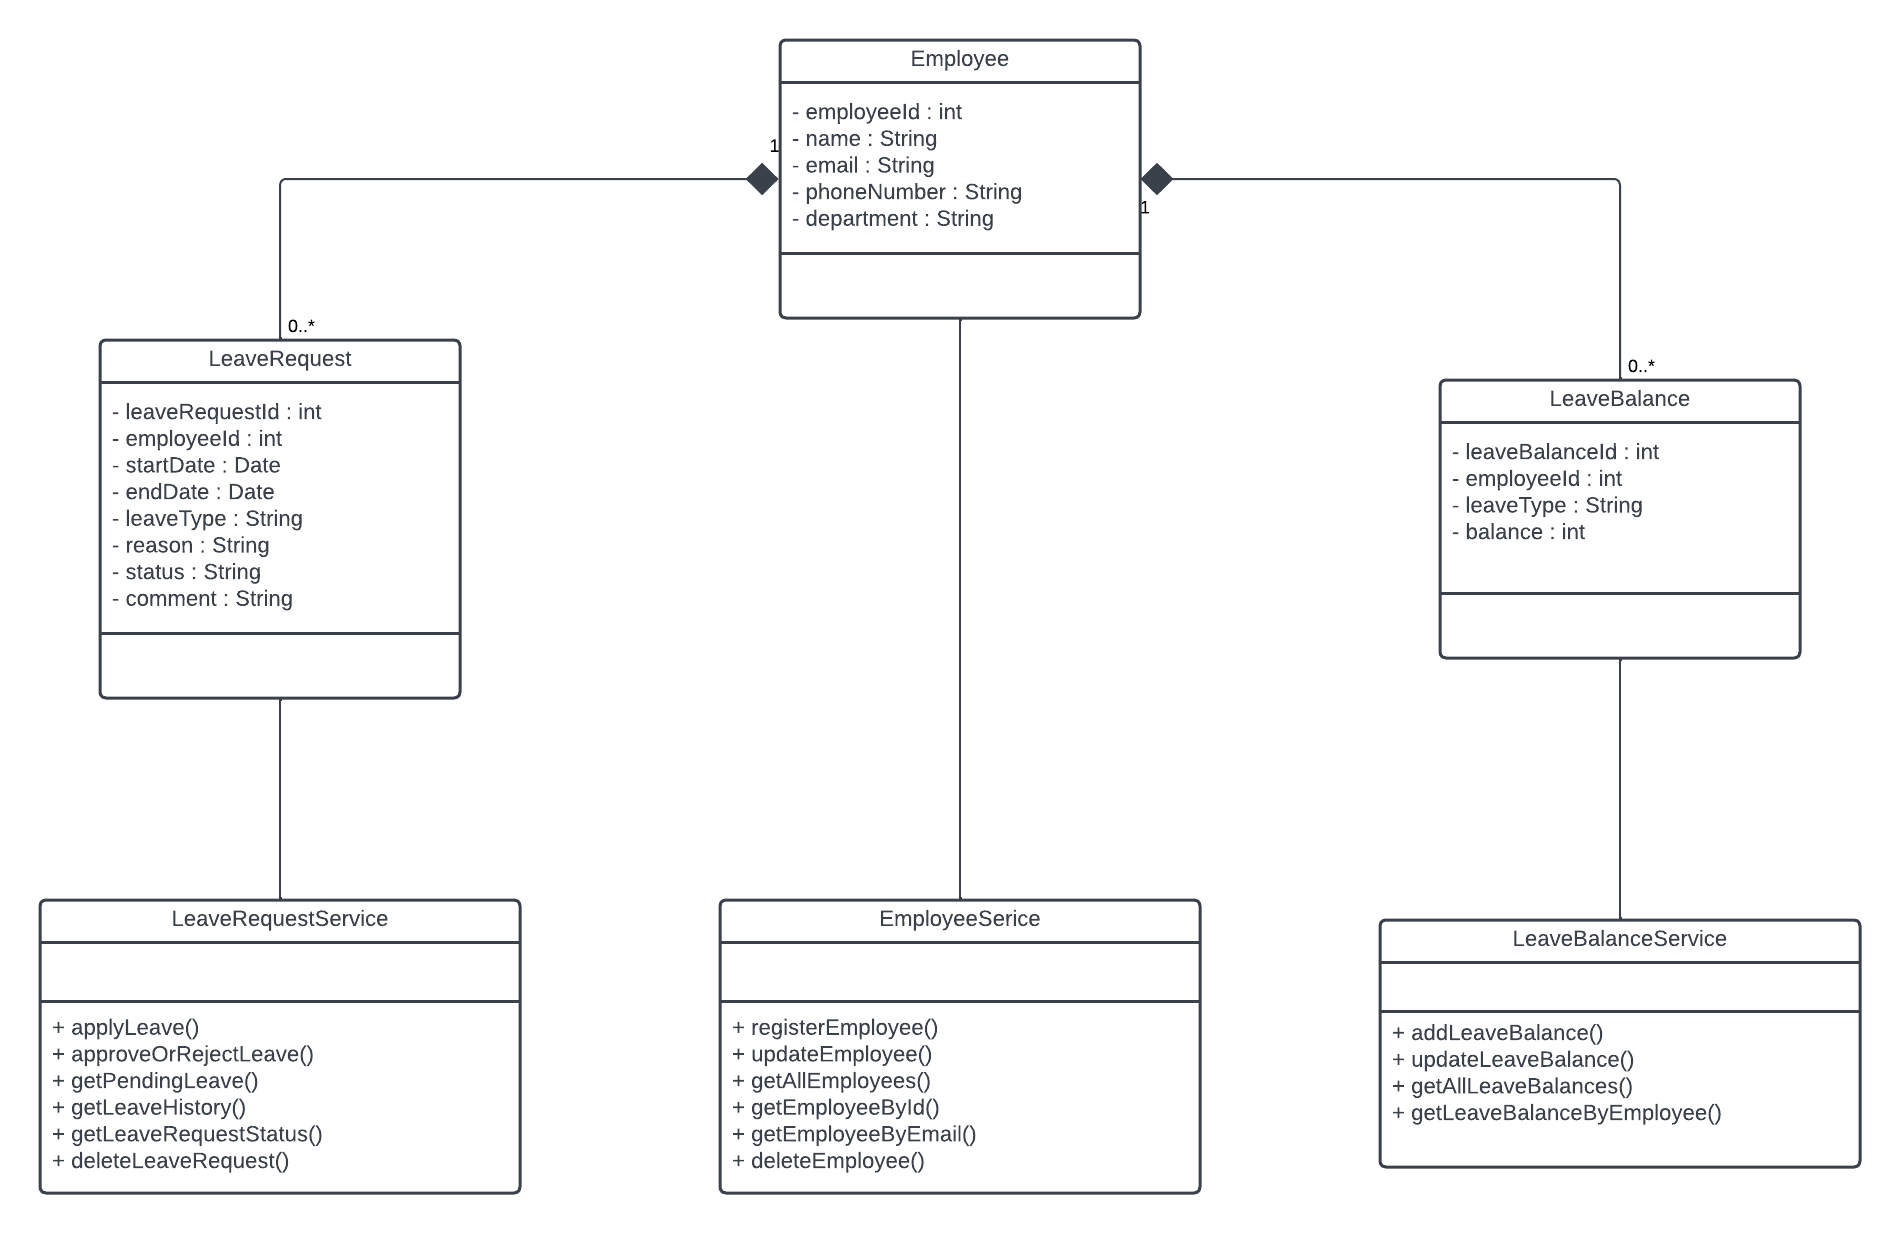 Employee
- employeeId : int
- name : String
- email : String
- phoneNumber : String
- department : String
1
1
0..*
LeaveRequest
- leaveRequestId : int
- employeeId : int
- startDate : Date
- endDate : Date
- leaveType : String
- reason : String
- status : String
- comment : String
0..*
LeaveBalance
- leaveBalanceId : int
- employeeId : int
- leaveType : String
- balance : int
LeaveRequestService
+ applyLeave()
+ approveOrRejectLeave()
+ getPendingLeave()
+ getLeaveHistory()
+ getLeaveRequestStatus()
+ deleteLeaveRequest()
EmployeeSerice
+ registerEmployee()
+ updateEmployee()
+ getAllEmployees()
+ getEmployeeById()
+ getEmployeeByEmail()
+ deleteEmployee()
LeaveBalanceService
+ addLeaveBalance()
+ updateLeaveBalance()
+ getAllLeaveBalances()
+ getLeaveBalanceByEmployee()